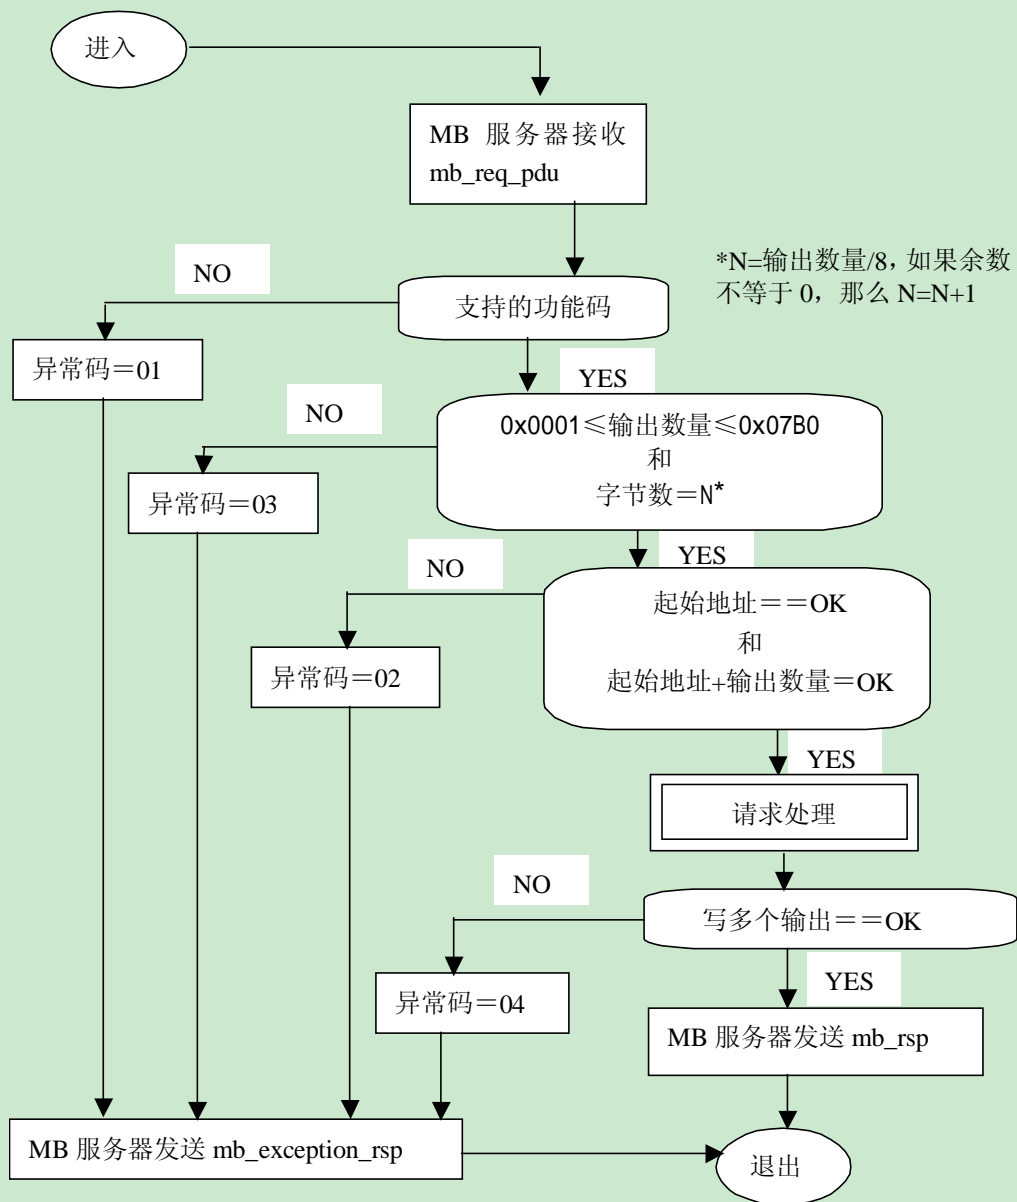 进入
MB 服务器接收
mb_req_pdu
*N=输出数量/8，如果余数
不等于 0，那么 N=N+1
NO
支持的功能码
异常码＝01
YES
NO
0x0001≤输出数量≤0x07B0
和
字节数＝N*
异常码＝03
YES
NO
起始地址＝＝OK
和
起始地址+输出数量＝OK
异常码＝02
YES
请求处理
NO
写多个输出＝＝OK
YES
异常码＝04
MB 服务器发送 mb_rsp
MB 服务器发送 mb_exception_rsp
退出